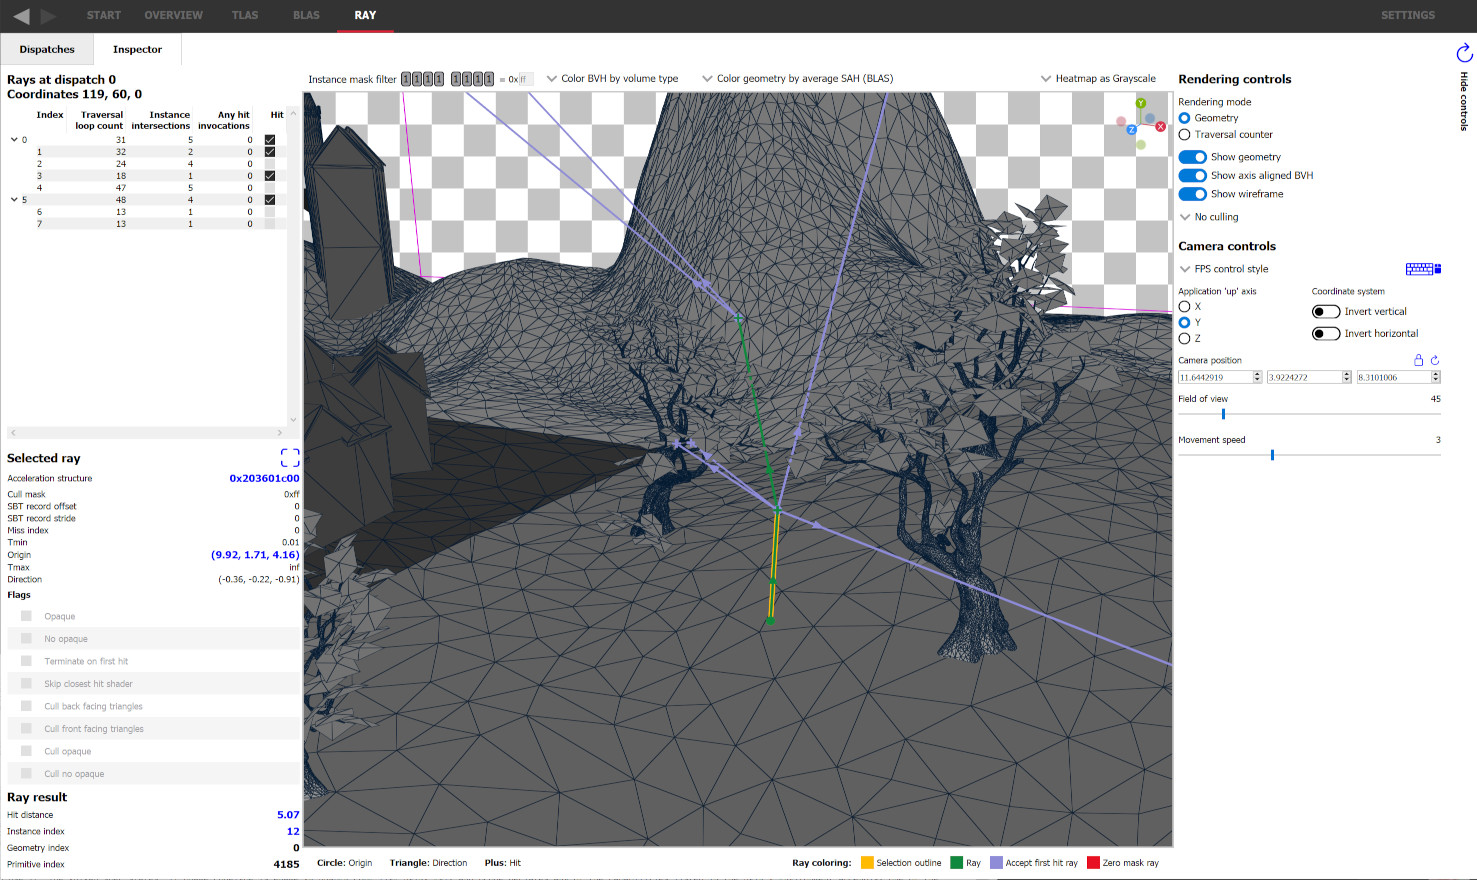 START OVERVIEW TLAS BLAS RAY SETTINGS
Dispatches Inspector
Rays at dispatch 0
Coordinates 119, 60, 0
Index Traversal loop count Instance intersections Any hit invocations Hit
0 31 5 0
1 32 2 0
2 24 4 0
3 18 1 0
4 47 5 0
5 48 4 0
6 13 1 0
7 13 1 0
Selected ray
Acceleration structure 0x203601c00
Cull mask 0xff
SBT record offset 0
SBT record stride 0
Miss index 0
Tmin 0.01
Origin (9.92, 1.71, 4.16)
Tmax inf
Direction (-0.36, -0.22, -0.91)
Flags
Opaque
No opaque
Terminate on first hit
Skip closest hit shader
Cull back facing triangles
Cull front facing triangles
Cull opaque
Cull no opaque
Ray result
Hit distance 5.07
Instance index 12
Geometry index 0
Primitive index 4185
Instance mask filter 1 1 1 1 1 1 1 1 = 0xff Color BVH by volume type Color geometry by average SAH (BLAS) Heatmap as Grayscale
Y
Z X
Circle: Origin Triangle: Direction Plus: Hit Ray coloring: Selection outline Ray Accept first hit ray Zero mask ray
Rendering controls
Rendering mode
Geometry
Traversal counter
Show geometry
Show axis aligned BVH
Show wireframe
No culling
Camera controls
FPS control style
Application 'up' axis Coordinate system
X Invert vertical
Y
Z Invert horizontal
Camera position
11.6442919 3.9224272 8.3101006
Field of view 45
Movement speed 3
Hide controls